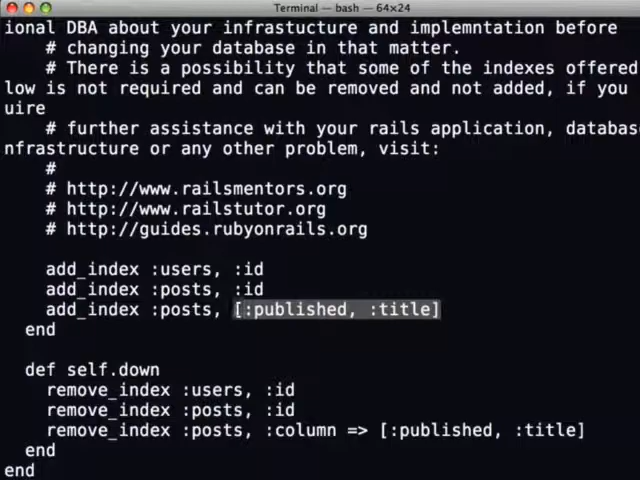 Terminal — bash — 64×24
ional DBA about your infrastucture and implemntation before
# changing your database in that matter.
# There is a possibility that some of the indexes offered
low is not required and can be removed and not added, if you
uire
# further assistance with your rails application, databas
nfrastructure or any other problem, visit:
#
# http://www.railsmentors.org
# http://www.railstutor.org
# http://guides.rubyonrails.org
add_index :users, :id
add_index :posts, :id
add_index :posts, [:published, :title]
end
def self.down
remove_index :users, :id
remove_index :posts, :id
remove_index :posts, :column => [:published, :title]
end
end